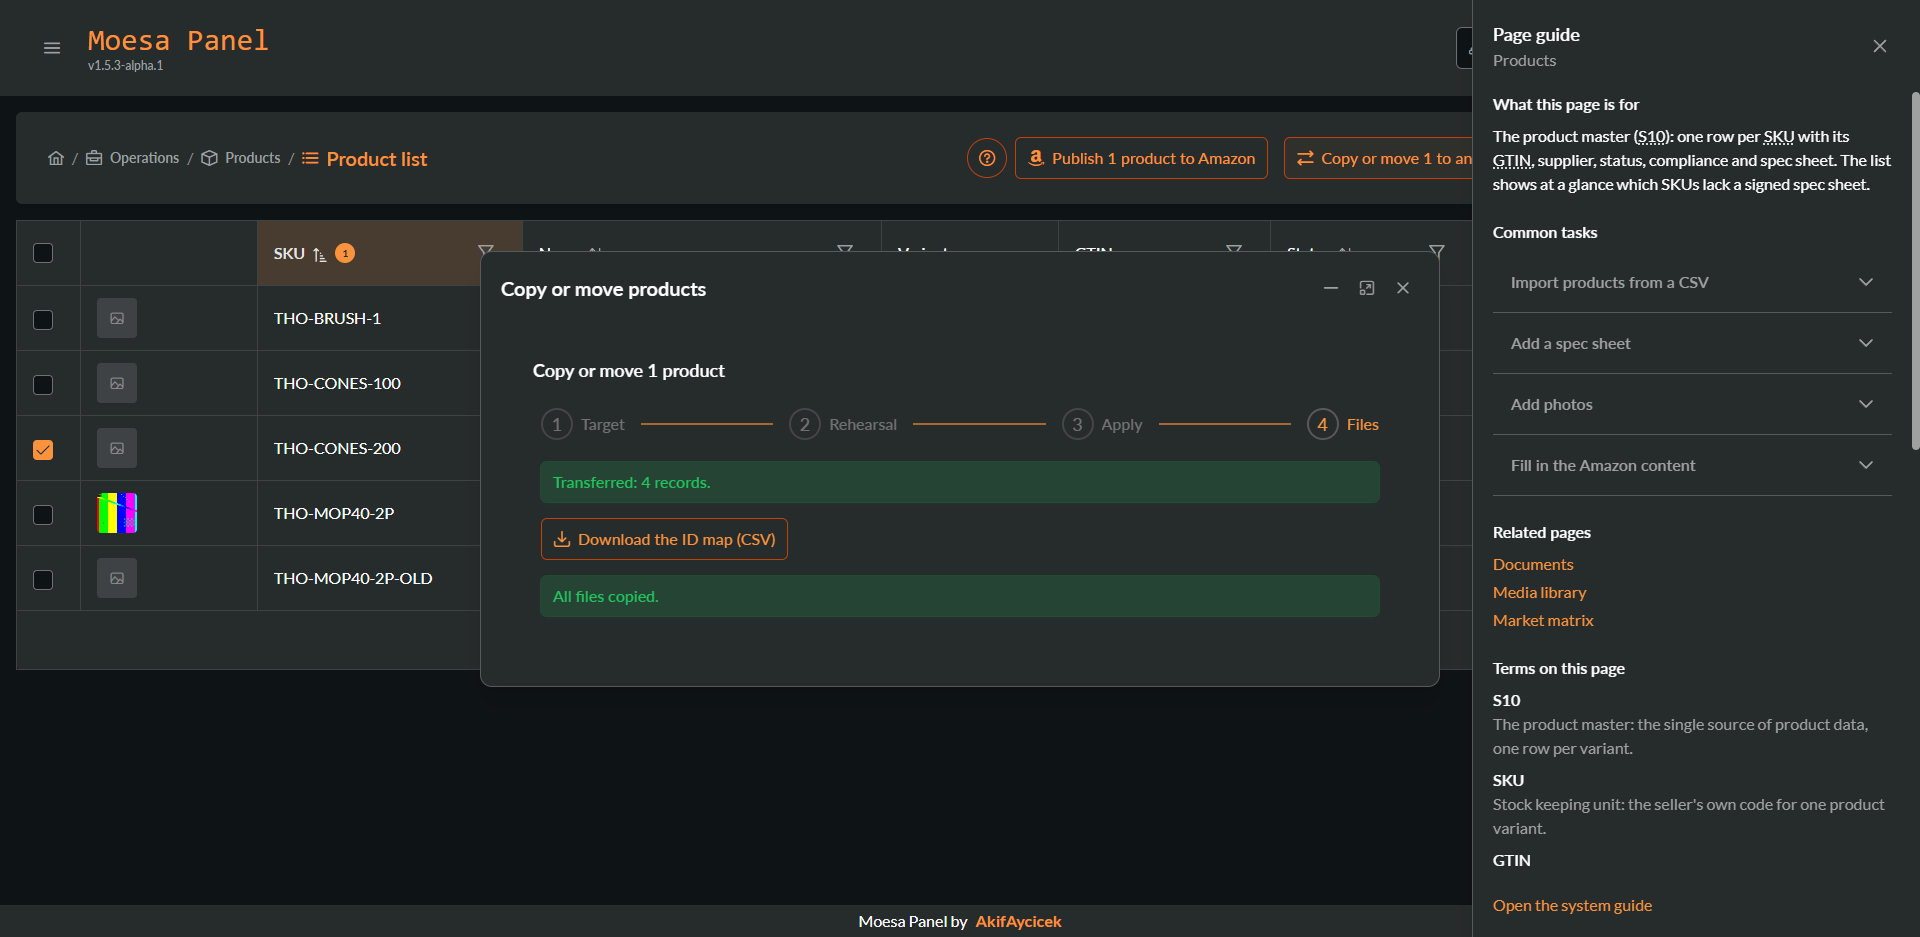 Moesa Panel
v1.5.3-alpha.1
/ Operations / Products / Product list
Publish 1 product to Amazon
Copy or move 1 to an
SKU 1
THO-BRUSH-1
THO-CONES-100
THO-CONES-200
THO-MOP40-2P
THO-MOP40-2P-OLD
Copy or move products
Copy or move 1 product
1 Target
2 Rehearsal
3 Apply
4 Files
Transferred: 4 records.
Download the ID map (CSV)
All files copied.
Page guide
Products
What this page is for
The product master (S10): one row per SKU with its
GTIN, supplier, status, compliance and spec sheet. The list
shows at a glance which SKUs lack a signed spec sheet.
Common tasks
Import products from a CSV
Add a spec sheet
Add photos
Fill in the Amazon content
Related pages
Documents
Media library
Market matrix
Terms on this page
S10
The product master: the single source of product data,
one row per variant.
SKU
Stock keeping unit: the seller's own code for one product
variant.
GTIN
Open the system guide
Moesa Panel by AkifAycicek